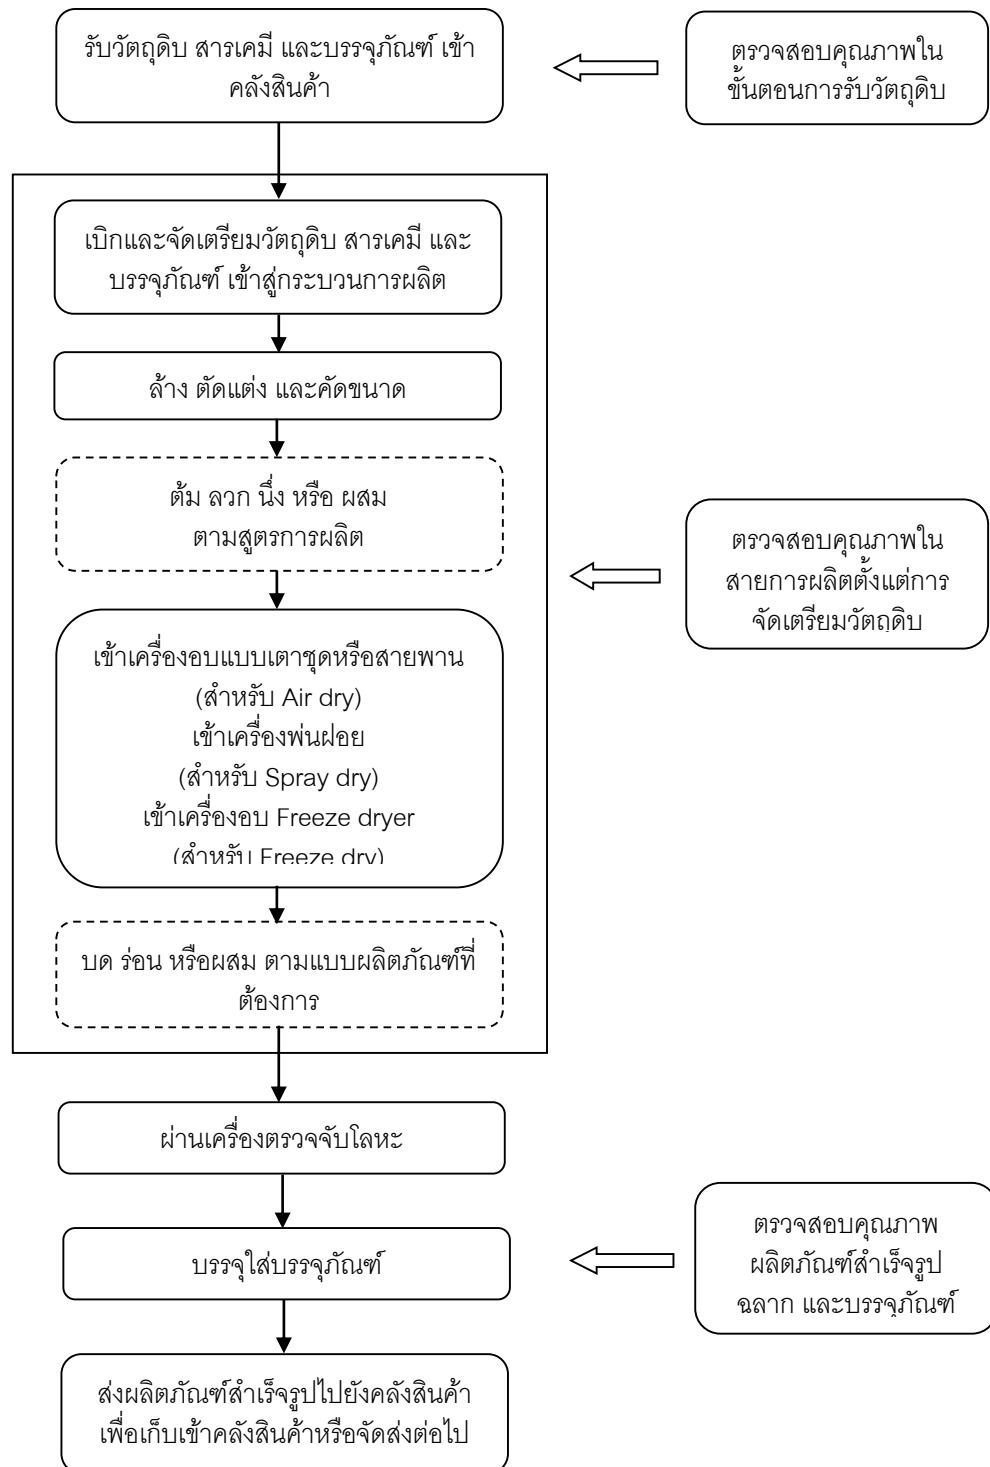 รับวัตถุดิบ สารเคมี และบรรจุภัณฑ์ เข้า
คลังสินค้า
ตรวจสอบคุณภาพใน
ขั้นตอนการรับวัตถุดิบ
เบิกและจัดเตรียมวัตถุดิบ สารเคมี และ
บรรจุภัณฑ์ เข้าสู่กระบวนการผลิต
ล้าง ตัดแต่ง และคัดขนาด
ต้ม ลวก นึ่ง หรือ ผสม
ตามสูตรการผลิต
ตรวจสอบคุณภาพใน
สายการผลิตตั้งแต่การ
จัดเตรียมวัตถุดิบ
เข้าเครื่องอบแบบเตาชุดหรือสายพาน
(สำหรับ Air dry)
เข้าเครื่องพ่นฝอย
(สำหรับ Spray dry)
เข้าเครื่องอบ Freeze dryer
(สำหรับ Freeze dry)
บด ร่อน หรือผสม ตามแบบผลิตภัณฑ์ที่
ต้องการ
ผ่านเครื่องตรวจจับโลหะ
บรรจุใส่บรรจุภัณฑ์
ตรวจสอบคุณภาพ
ผลิตภัณฑ์สำเร็จรูป
ฉลาก และบรรจุภัณฑ์
ส่งผลิตภัณฑ์สำเร็จรูปไปยังคลังสินค้า
เพื่อเก็บเข้าคลังสินค้าหรือจัดส่งต่อไป